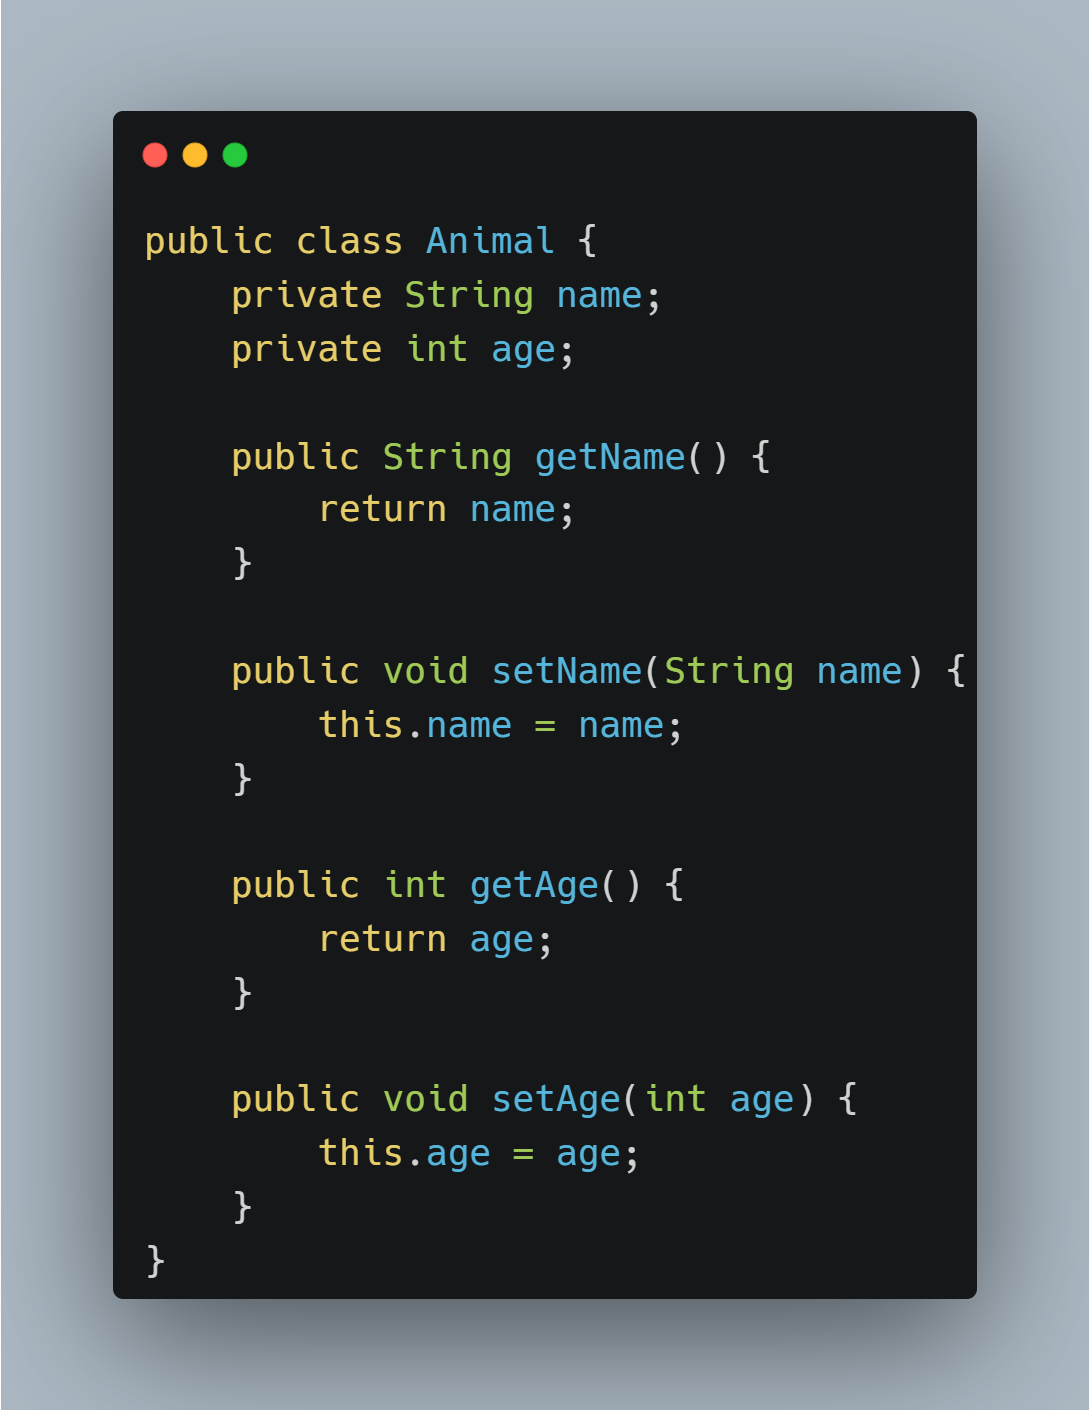 public class Animal {
    private String name;
    private int age;

    public String getName() {
        return name;
    }

    public void setName(String name) {
        this.name = name;
    }

    public int getAge() {
        return age;
    }

    public void setAge(int age) {
        this.age = age;
    }
}